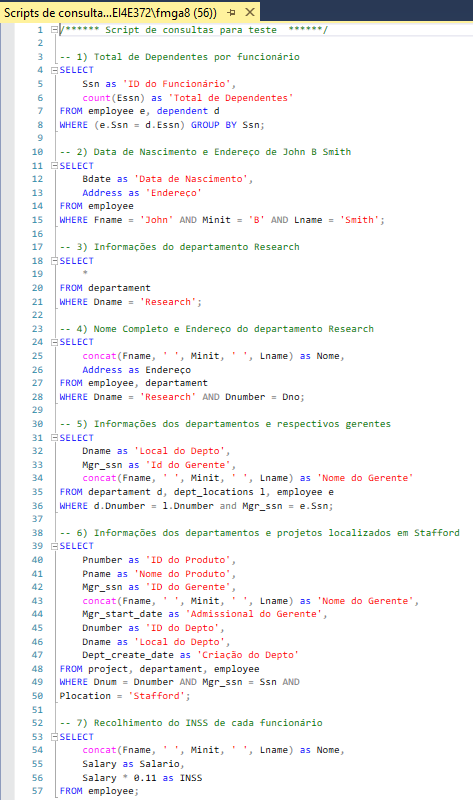 Scripts de consulta...EI4E372\fmga8 (56))
1 /****** Script de consultas para teste  ******/
2
3 -- 1) Total de Dependentes por funcionário
4 SELECT
5     Ssn as 'ID do Funcionário',
6     count(Essn) as 'Total de Dependentes'
7 FROM employee e, dependent d
8 WHERE (e.Ssn = d.Essn) GROUP BY Ssn;
9
10 -- 2) Data de Nascimento e Endereço de John B Smith
11 SELECT
12     Bdate as 'Data de Nascimento',
13     Address as 'Endereço'
14 FROM employee
15 WHERE Fname = 'John' AND Minit = 'B' AND Lname = 'Smith';
16
17 -- 3) Informações do departamento Research
18 SELECT
19     *
20 FROM departament
21 WHERE Dname = 'Research';
22
23 -- 4) Nome Completo e Endereço do departamento Research
24 SELECT
25     concat(Fname, ' ', Minit, ' ', Lname) as Nome,
26     Address as Endereço
27 FROM employee, departament
28 WHERE Dname = 'Research' AND Dnumber = Dno;
29
30 -- 5) Informações dos departamentos e respectivos gerentes
31 SELECT
32     Dname as 'Local do Depto',
33     Mgr_ssn as 'Id do Gerente',
34     concat(Fname, ' ', Minit, ' ', Lname) as 'Nome do Gerente'
35 FROM departament d, dept_locations l, employee e
36 WHERE d.Dnumber = l.Dnumber and Mgr_ssn = e.Ssn;
37
38 -- 6) Informações dos departamentos e projetos localizados em Stafford
39 SELECT
40     Pnumber as 'ID do Produto',
41     Pname as 'Nome do Produto',
42     Mgr_ssn as 'ID do Gerente',
43     concat(Fname, ' ', Minit, ' ', Lname) as 'Nome do Gerente',
44     Mgr_start_date as 'Admissional do Gerente',
45     Dnumber as 'ID do Depto',
46     Dname as 'Local do Depto',
47     Dept_create_date as 'Criação do Depto'
48 FROM project, departament, employee
49 WHERE Dnum = Dnumber AND Mgr_ssn = Ssn AND
50 Plocation = 'Stafford';
51
52 -- 7) Recolhimento do INSS de cada funcionário
53 SELECT
54     concat(Fname, ' ', Minit, ' ', Lname) as Nome,
55     Salary as Salario,
56     Salary * 0.11 as INSS
57 FROM employee;